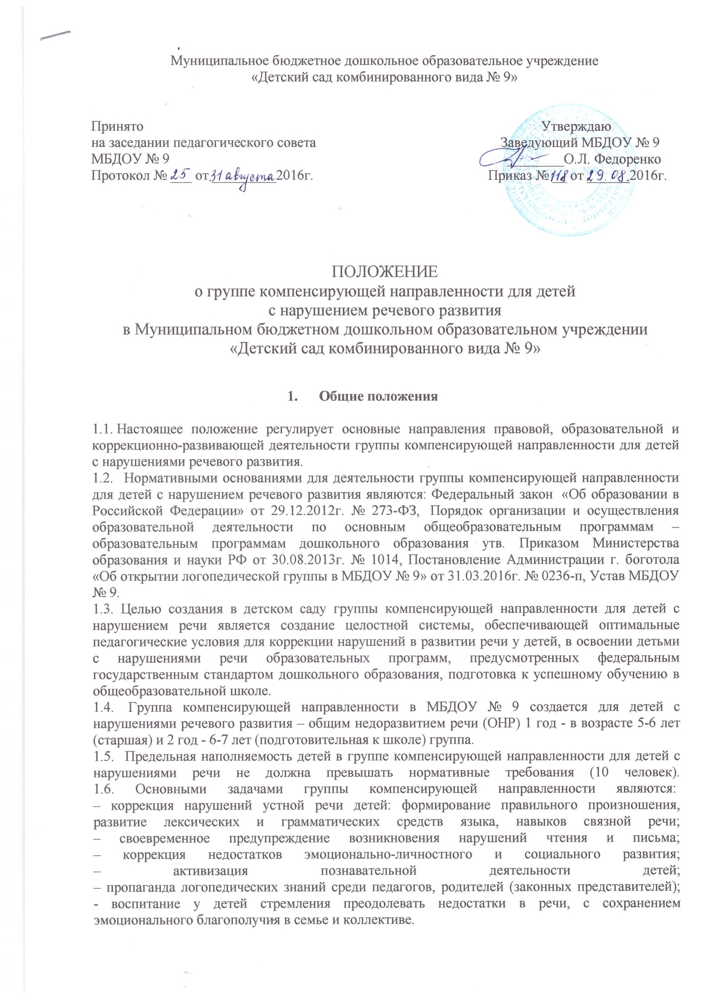 Муниципальное бюджетное дошкольное образовательное учреждение
«Детский сад комбинированного вида № 9»
Принято
на заседании педагогического совета
МБДОУ № 9
Протокол № 25 от 31 августа 2016г.
Утверждаю
Заведующий МБДОУ № 9
О.Л. Федоренко
Приказ № 118 от 29.08.2016г.
ПОЛОЖЕНИЕ
о группе компенсирующей направленности для детей
с нарушением речевого развития
в Муниципальном бюджетном дошкольном образовательном учреждении
«Детский сад комбинированного вида № 9»
1. Общие положения
1.1. Настоящее положение регулирует основные направления правовой, образовательной и
коррекционно-развивающей деятельности группы компенсирующей направленности для детей
с нарушениями речевого развития.
1.2. Нормативными основаниями для деятельности группы компенсирующей направленности
для детей с нарушением речевого развития являются: Федеральный закон «Об образовании в
Российской Федерации» от 29.12.2012г. № 273-ФЗ, Порядок организации и осуществления
образовательной деятельности по основным общеобразовательным программам –
образовательным программам дошкольного образования утв. Приказом Министерства
образования и науки РФ от 30.08.2013г. № 1014, Постановление Администрации г. боготола
«Об открытии логопедической группы в МБДОУ № 9» от 31.03.2016г. № 0236-п, Устав МБДОУ
№ 9.
1.3. Целью создания в детском саду группы компенсирующей направленности для детей с
нарушением речи является создание целостной системы, обеспечивающей оптимальные
педагогические условия для коррекции нарушений в развитии речи у детей, в освоении детьми
с нарушениями речи образовательных программ, предусмотренных федеральным
государственным стандартом дошкольного образования, подготовка к успешному обучению в
общеобразовательной школе.
1.4. Группа компенсирующей направленности в МБДОУ № 9 создается для детей с
нарушениями речевого развития – общим недоразвитием речи (ОНР) 1 год - в возрасте 5-6 лет
(старшая) и 2 год - 6-7 лет (подготовительная к школе) группа.
1.5. Предельная наполняемость детей в группе компенсирующей направленности для детей с
нарушениями речи не должна превышать нормативные требования (10 человек).
1.6. Основными задачами группы компенсирующей направленности являются:
– коррекция нарушений устной речи детей: формирование правильного произношения,
развитие лексических и грамматических средств языка, навыков связной речи;
– своевременное предупреждение возникновения нарушений чтения и письма;
– коррекция недостатков эмоционально-личностного и социального развития;
– активизация познавательной деятельности детей;
– пропаганда логопедических знаний среди педагогов, родителей (законных представителей);
- воспитание у детей стремления преодолевать недостатки в речи, с сохранением
эмоционального благополучия в семье и коллективе.